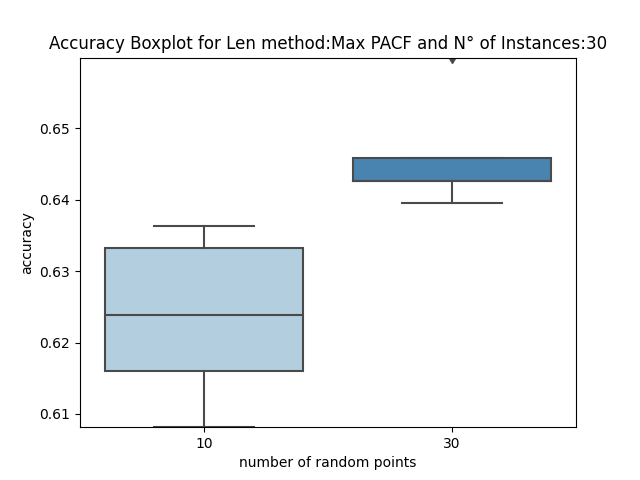 Accuracy Boxplot for Len method:Max PACF and N° of Instances:30
accuracy
0.65
0.64
0.63
0.62
0.61
10
30
number of random points